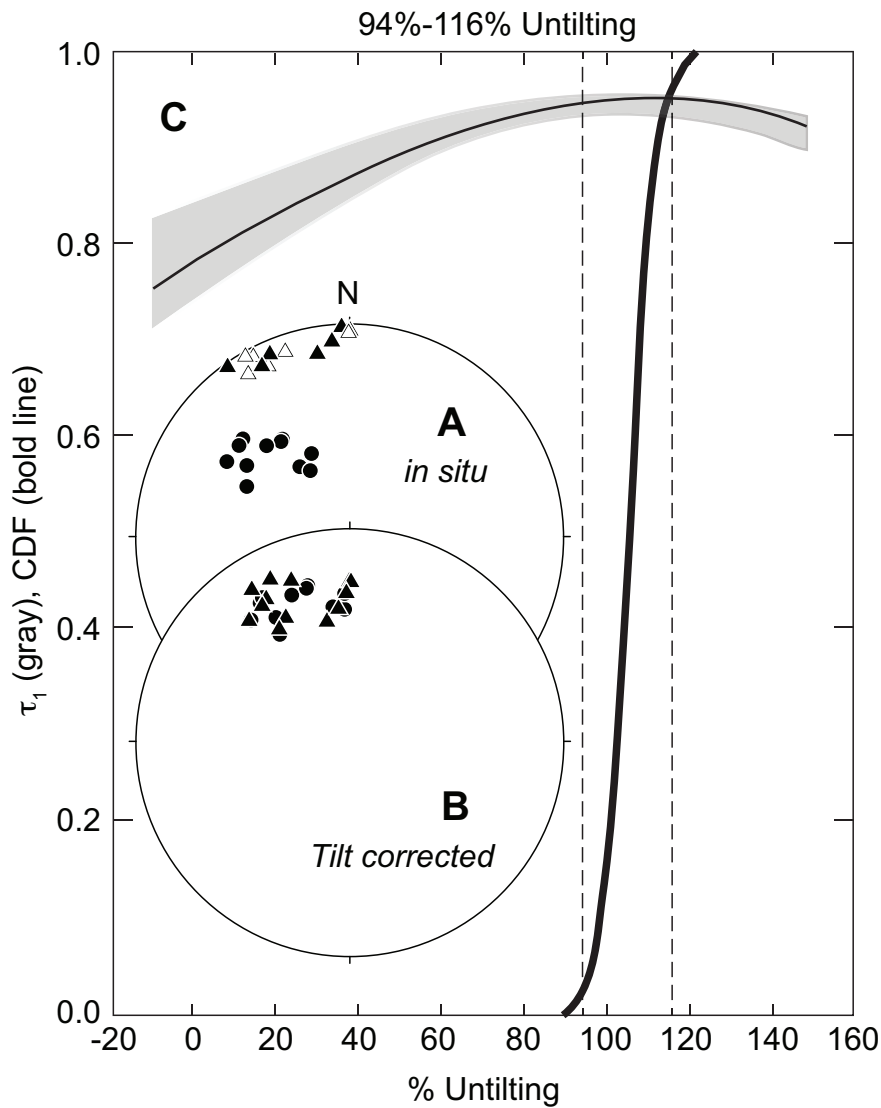 94%-116% Untilting
1.0
C
0.8
N
0.6
A
in situ
0.4
B
Tilt corrected
0.2
0.0
-20 0 20 40 60 80 100 120 140 160
% Untilting
τ1 (gray), CDF (bold line)